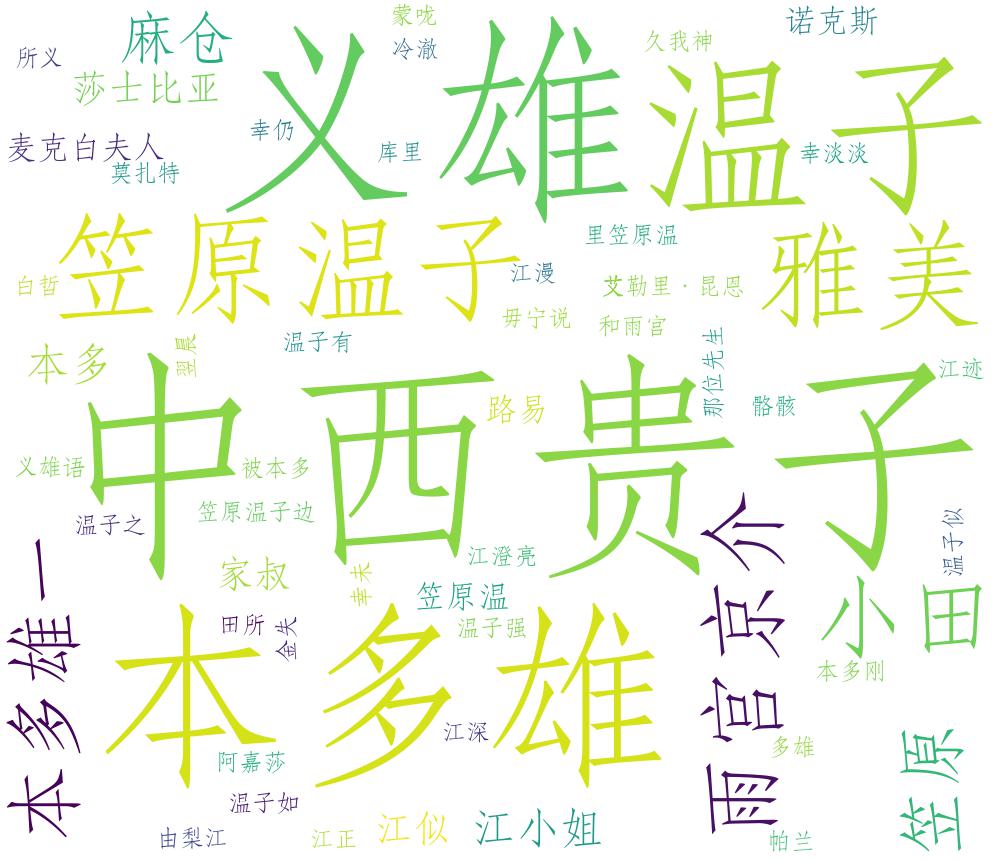 蒙咙
诺克斯
麻仓
冷澈
久我神
所义
莎士比亚
义雄
温子
幸仍
库里
幸淡淡
麦克白夫人
莫扎特
笠原温子
里笠原温
雅美
白皙
江漫
艾勒里·昆恩
毋宁说
和雨宫
温子有
翌晨
那位先生
本多
中西贵子
江迹
路易
骼骸
义雄语
被本多
笠原温子边
温子之
江澄亮
家叔
幸未
笠原温
雨宫京介
温子似
小田
本多雄一
田所
金失
温子强
本多雄
本多刚
江深
多雄
笠原
阿嘉莎
温子如
由梨江
江正
江似
江小姐
帕兰